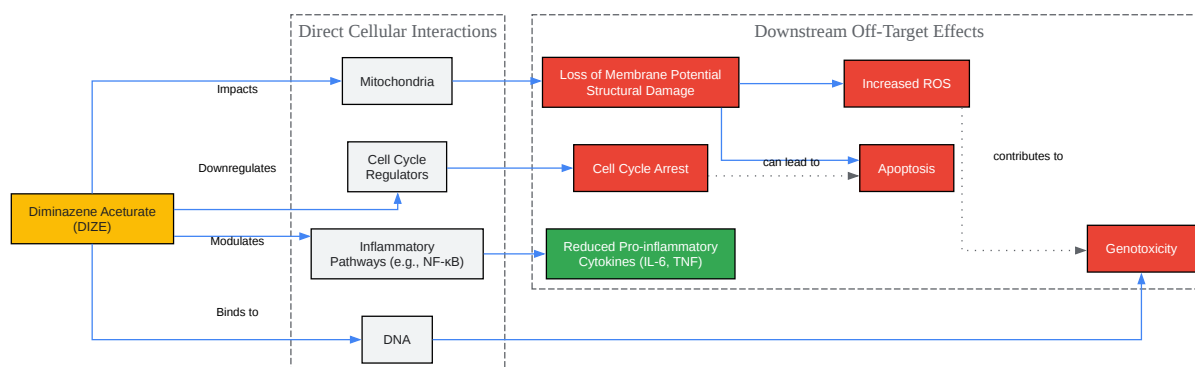 Direct Cellular Interactions
Downstream Off-Target Effects
Impacts
Mitochondria
Loss of Membrane Potential
Structural Damage
Increased ROS
Downregulates
Cell Cycle
Regulators
Cell Cycle Arrest
can lead to
Apoptosis
contributes to
Diminazene Aceturate
(DIZE)
Modulates
Inflammatory
Pathways (e.g., NF-κB)
Reduced Pro-inflammatory
Cytokines (IL-6, TNF)
Genotoxicity
Binds to
DNA